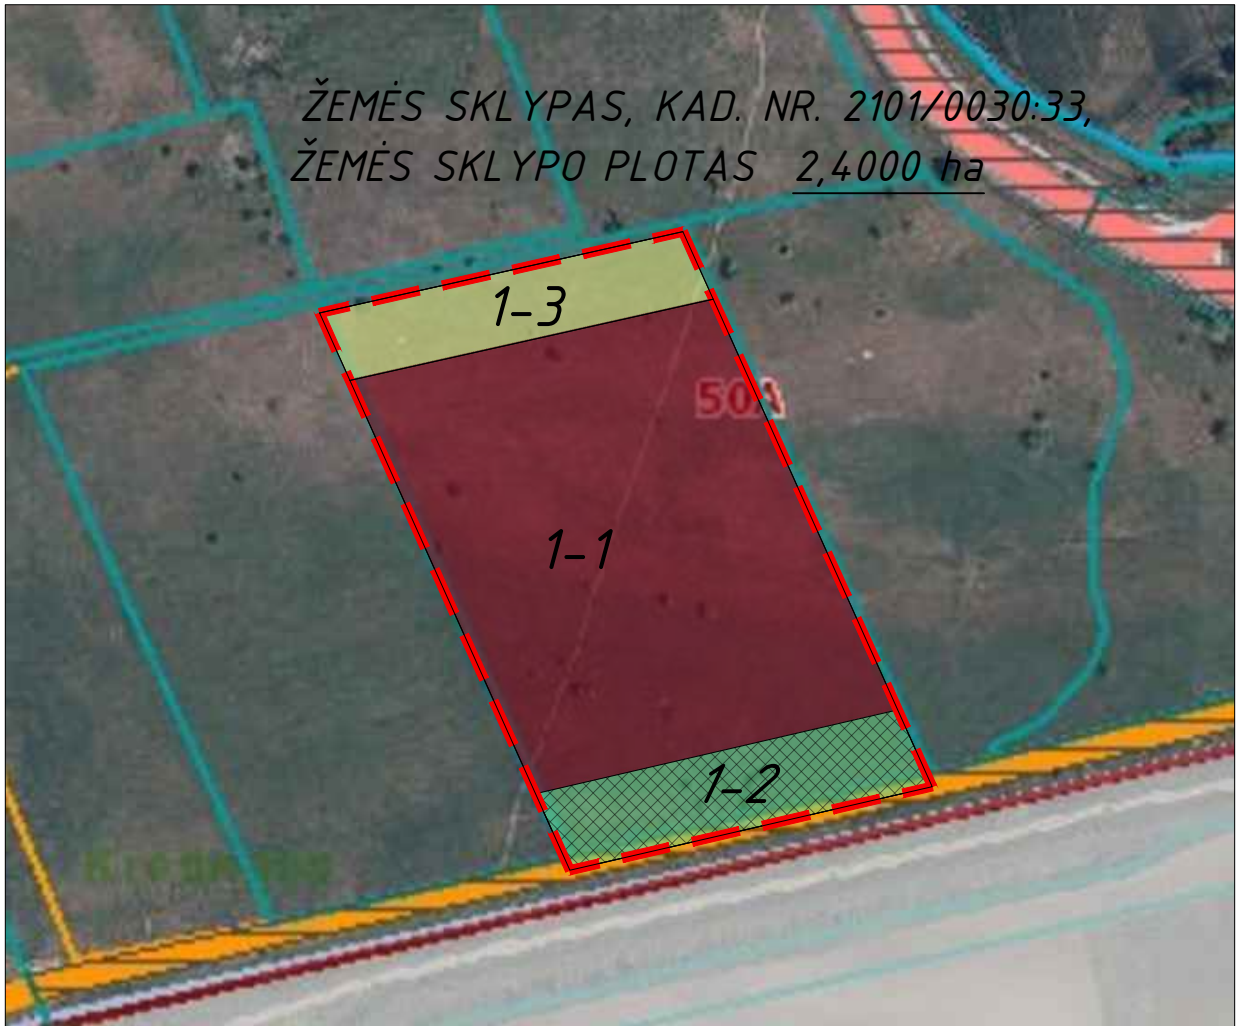 ŽEMĖS SKLYPAS, KAD. NR. 2101/0030:33,
ŽEMĖS SKLYPO PLOTAS 2,4000 ha
1-3
50A
1-1
1-2